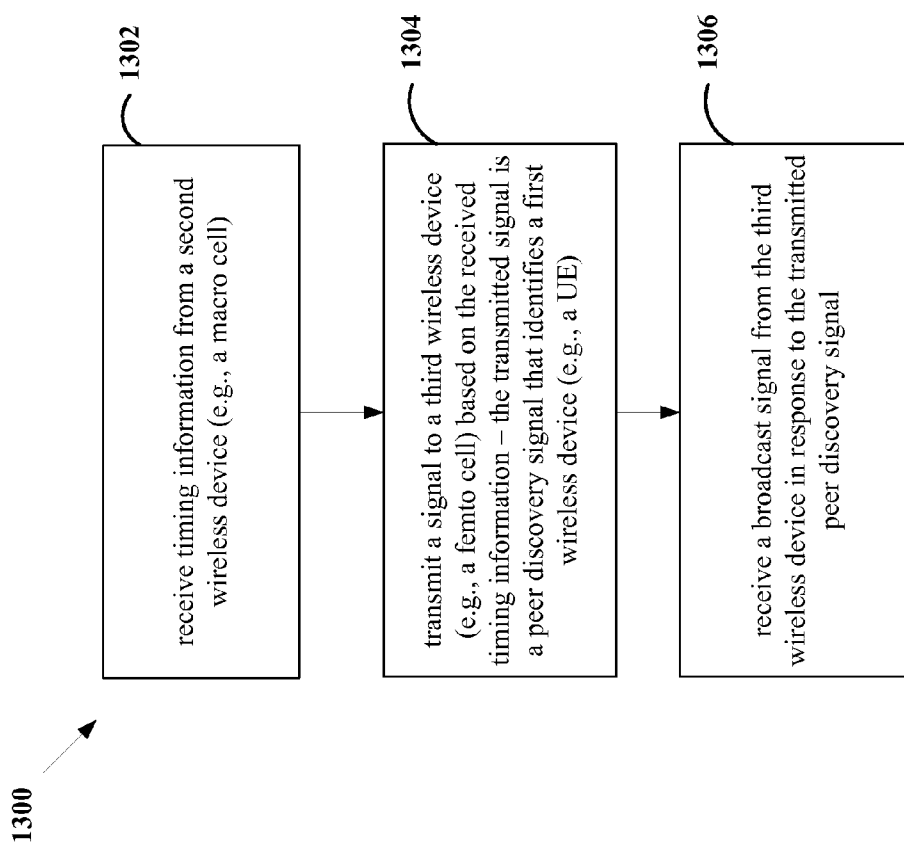 1300
1302
receive timing information from a second
wireless device (e.g., a macro cell)
1304
transmit a signal to a third wireless device
(e.g., a femto cell) based on the received
timing information – the transmitted signal is
a peer discovery signal that identifies a first
wireless device (e.g., a UE)
1306
receive a broadcast signal from the third
wireless device in response to the transmitted
peer discovery signal